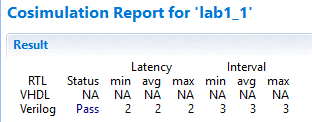 Cosimulation Report for 'lab1_1'
Result
Latency Interval
RTL Status min avg max min avg max
VHDL NA NA NA NA NA NA NA
Verilog Pass 2 2 2 3 3 3